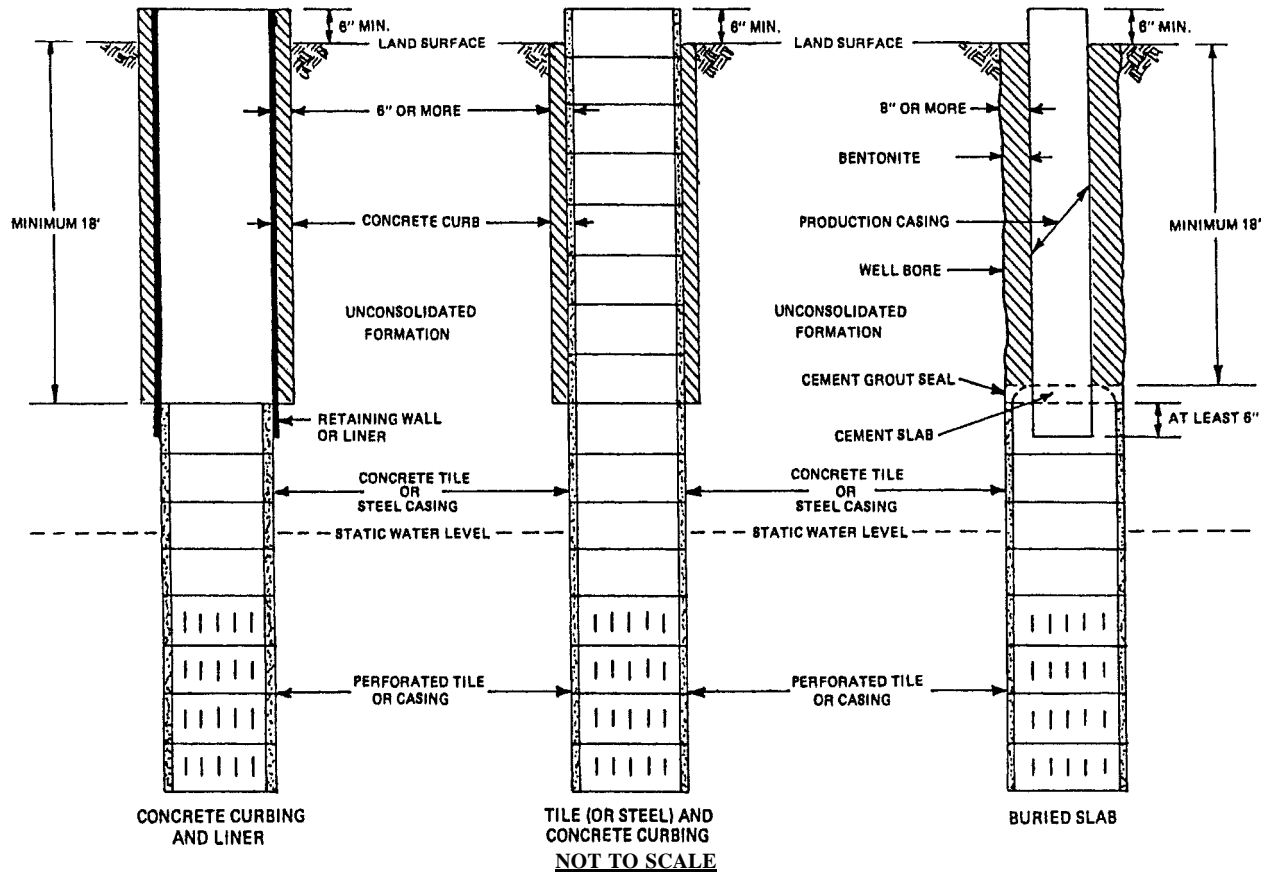 6" MIN.
6" MIN.
6" MIN.
LAND SURFACE
LAND SURFACE
6" OR MORE
8" OR MORE
BENTONITE
MINIMUM 18'
CONCRETE CURB
PRODUCTION CASING
MINIMUM 18'
WELL BORE
UNCONSOLIDATED
FORMATION
UNCONSOLIDATED
FORMATION
CEMENT GROUT SEAL
RETAINING WALL
OR LINER
AT LEAST 6"
CEMENT SLAB
CONCRETE TILE
OR
STEEL CASING
CONCRETE TILE
OR
STEEL CASING
STATIC WATER LEVEL
STATIC WATER LEVEL
PERFORATED TILE
OR CASING
PERFORATED TILE
OR CASING
CONCRETE CURBING
AND LINER
TILE (OR STEEL) AND
CONCRETE CURBING
BURIED SLAB
NOT TO SCALE